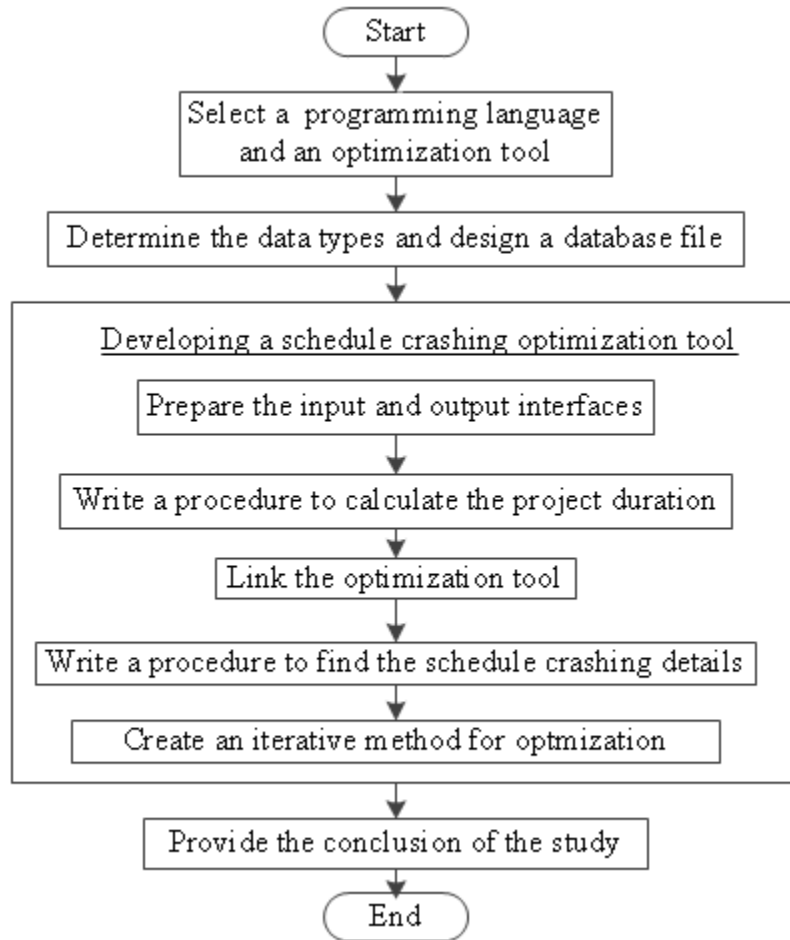 Start
Select a programming language
and an optimization tool
Determine the data types and design a database file
Developing a schedule crashing optimization tool
Prepare the input and output interfaces
Write a procedure to calculate the project duration
Link the optimization tool
Write a procedure to find the schedule crashing details
Create an iterative method for optmization
Provide the conclusion of the study
End